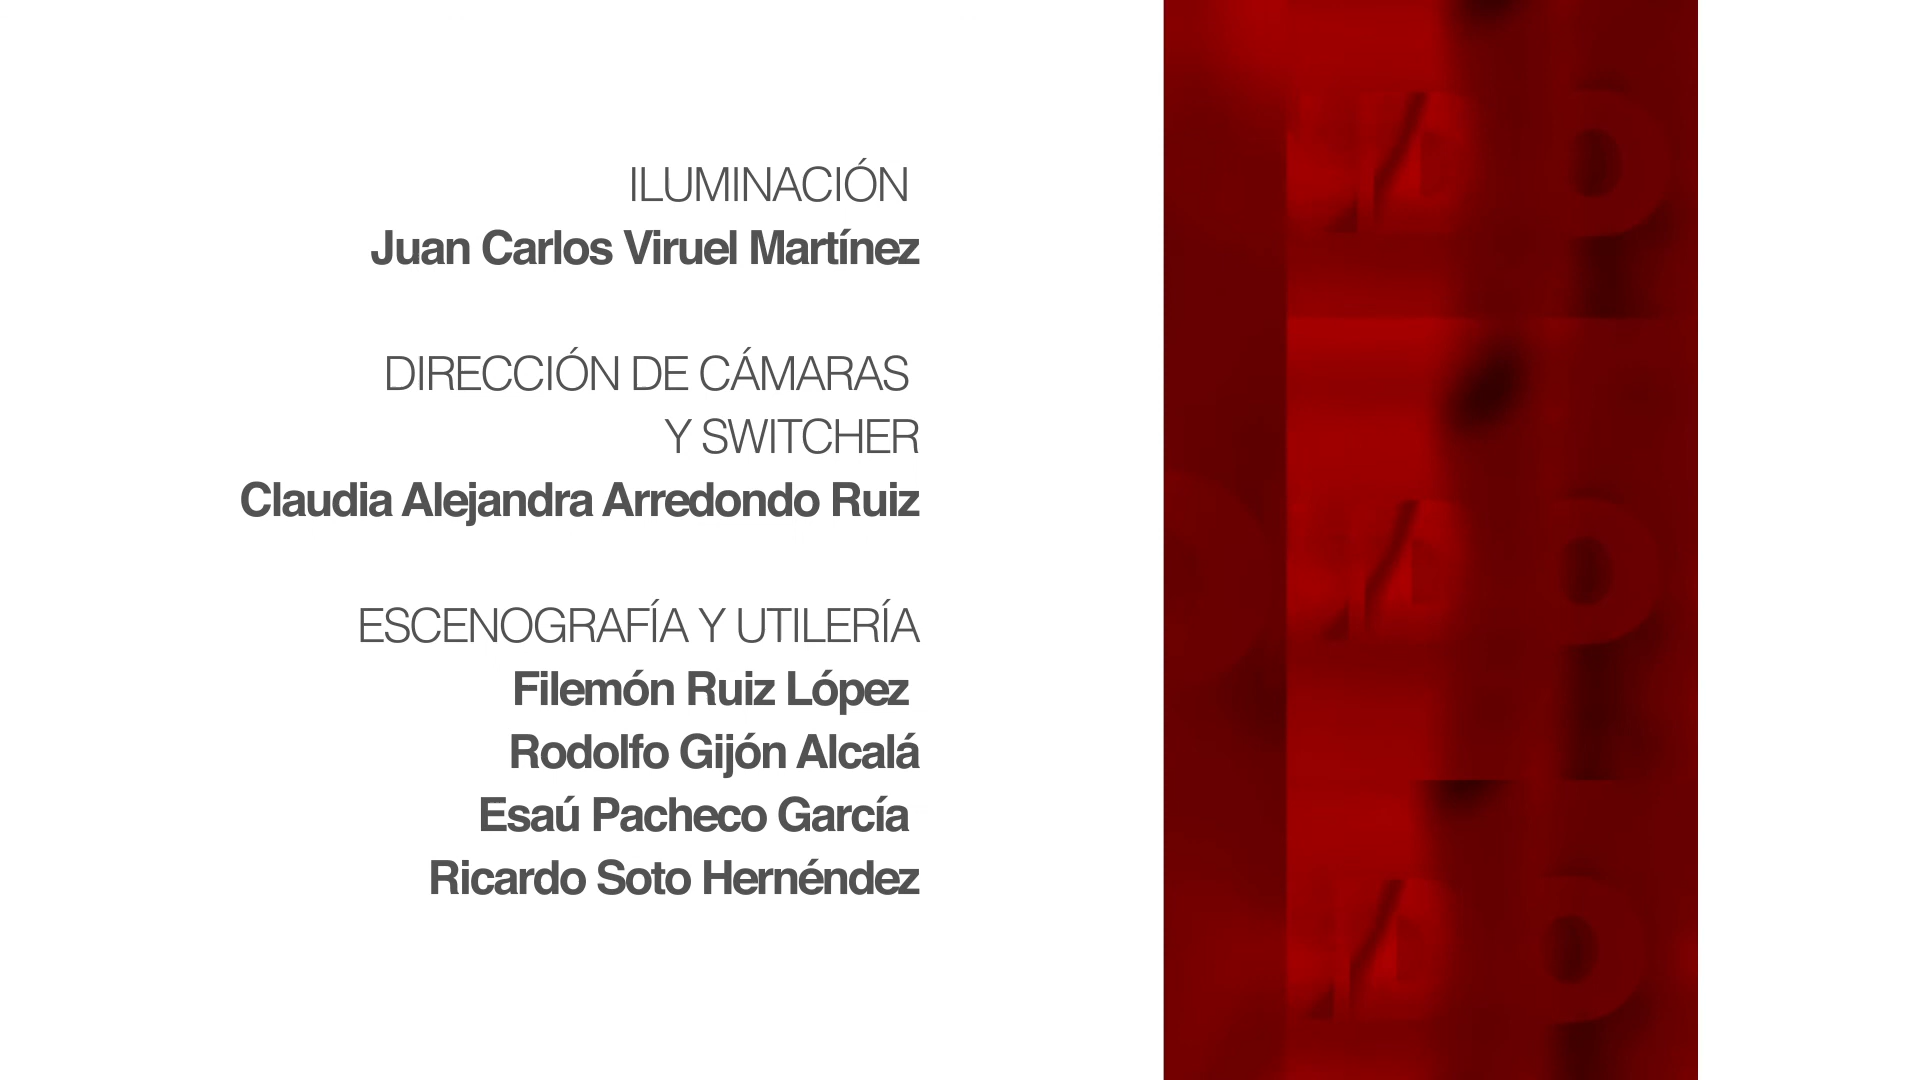 ILUMINACIÓN
Juan Carlos Viruel Martínez
DIRECCIÓN DE CÁMARAS
Y SWITCHER
Claudia Alejandra Arredondo Ruiz
ESCENOGRAFÍA Y UTILERÍA
Filemón Ruiz López
Rodolfo Gijón Alcalá
Esaú Pacheco García
Ricardo Soto Hernéndez